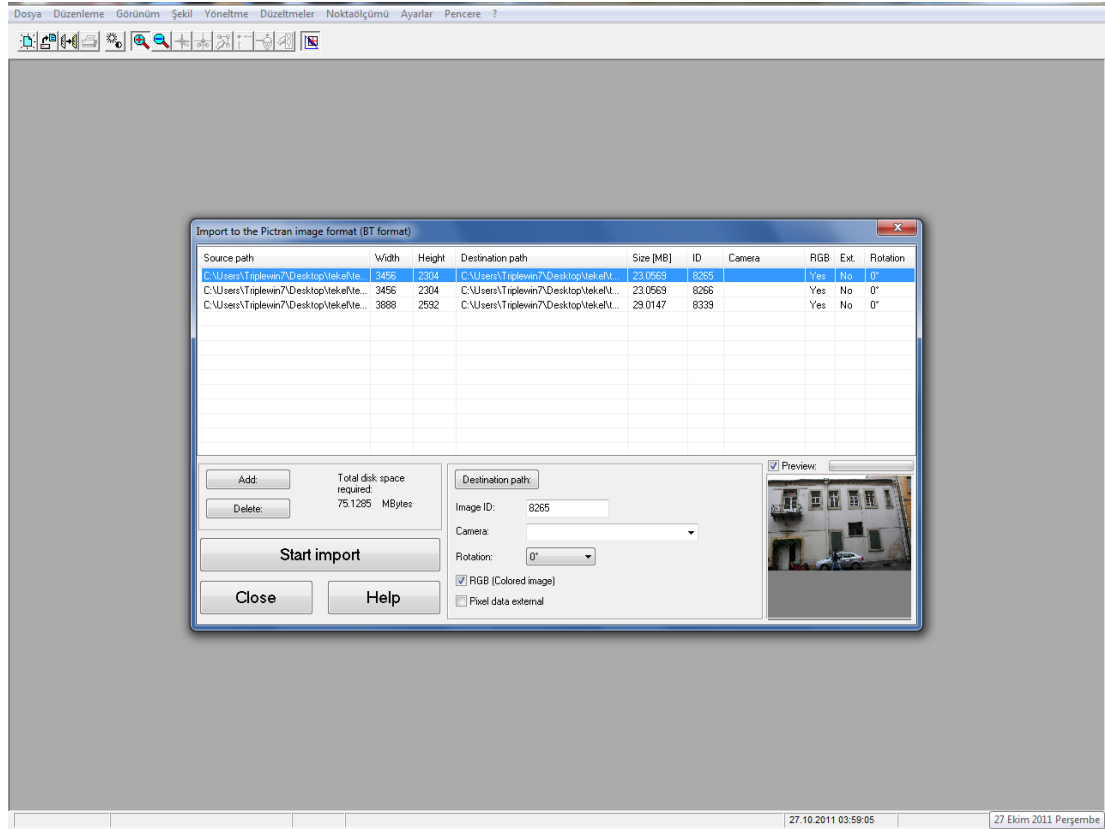 Dosya Düzenleme Görünüm Şekil Yöneltme Düzeltmeler Noktaölçümü Ayarlar Pencere ?
Import to the Pictran image format (BT format)
Source path Width Height Destination path Size [MB] ID Camera RGB Ext. Rotation
C:\Users\Triplewin7\Desktop\tekel\te... 3456 2304 C:\Users\Triplewin7\Desktop\tekel\t... 23.0569 8265 Yes No 0°
C:\Users\Triplewin7\Desktop\tekel\te... 3456 2304 C:\Users\Triplewin7\Desktop\tekel\t... 23.0569 8266 Yes No 0°
C:\Users\Triplewin7\Desktop\tekel\te... 3888 2592 C:\Users\Triplewin7\Desktop\tekel\t... 29.0147 8339 Yes No 0°
Add:
Delete:
Total disk space
required:
75.1285 MBytes
Start import
Close Help
Destination path:
Image ID: 8265
Camera:
Rotation: 0°
RGB (Colored image)
Pixel data external
Preview:
27.10.2011 03:59:05
27 Ekim 2011 Perşembe